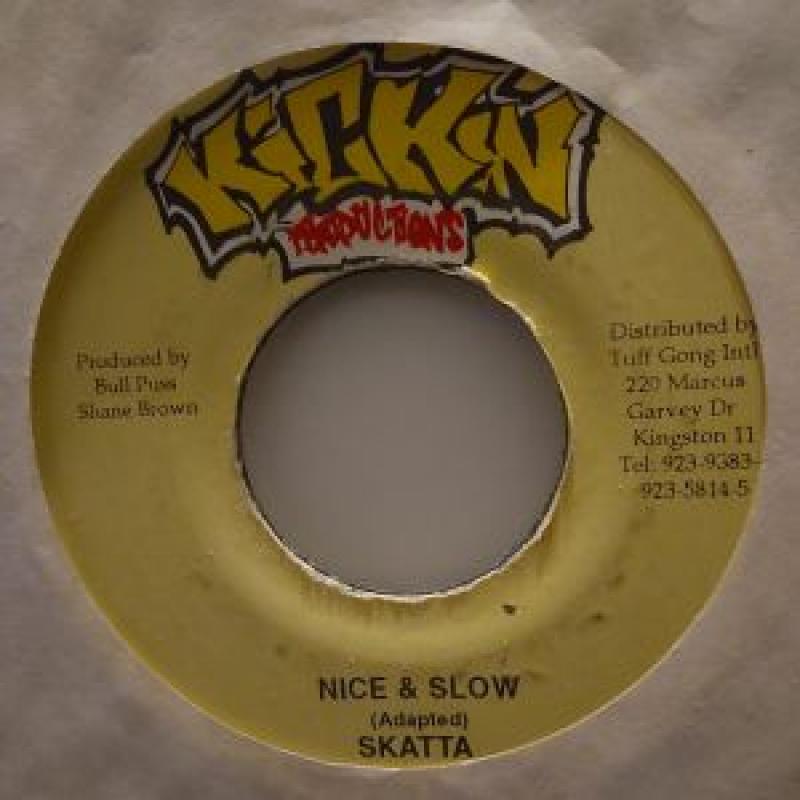 KiCKiN
PRODUCTIONS
Produced by
Bull Puss
Shane Brown
Distributed by
Tuff Gong Int'l
220 Marcus
Garvey Dr
Kingston 11
Tel: 923-9383-
923-5814-5
NICE & SLOW
(Adapted)
SKATTA